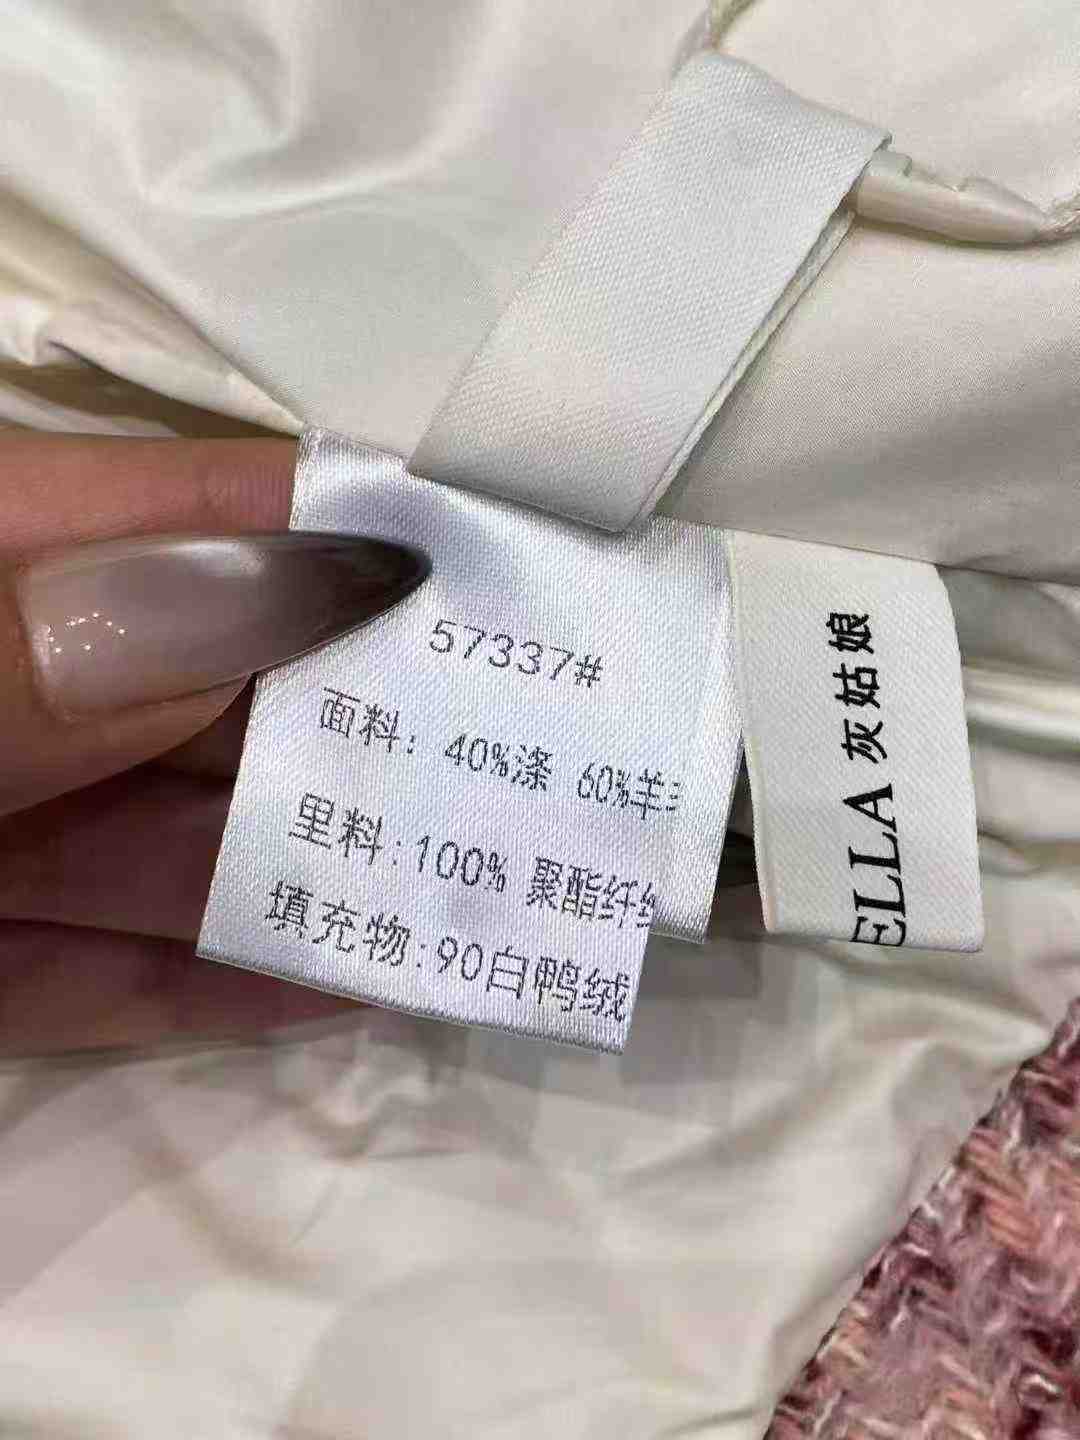 57337#
面料: 40%涤 60%羊
里料:100% 聚酯纤
填充物:90白鸭绒
ELLA 灰姑娘